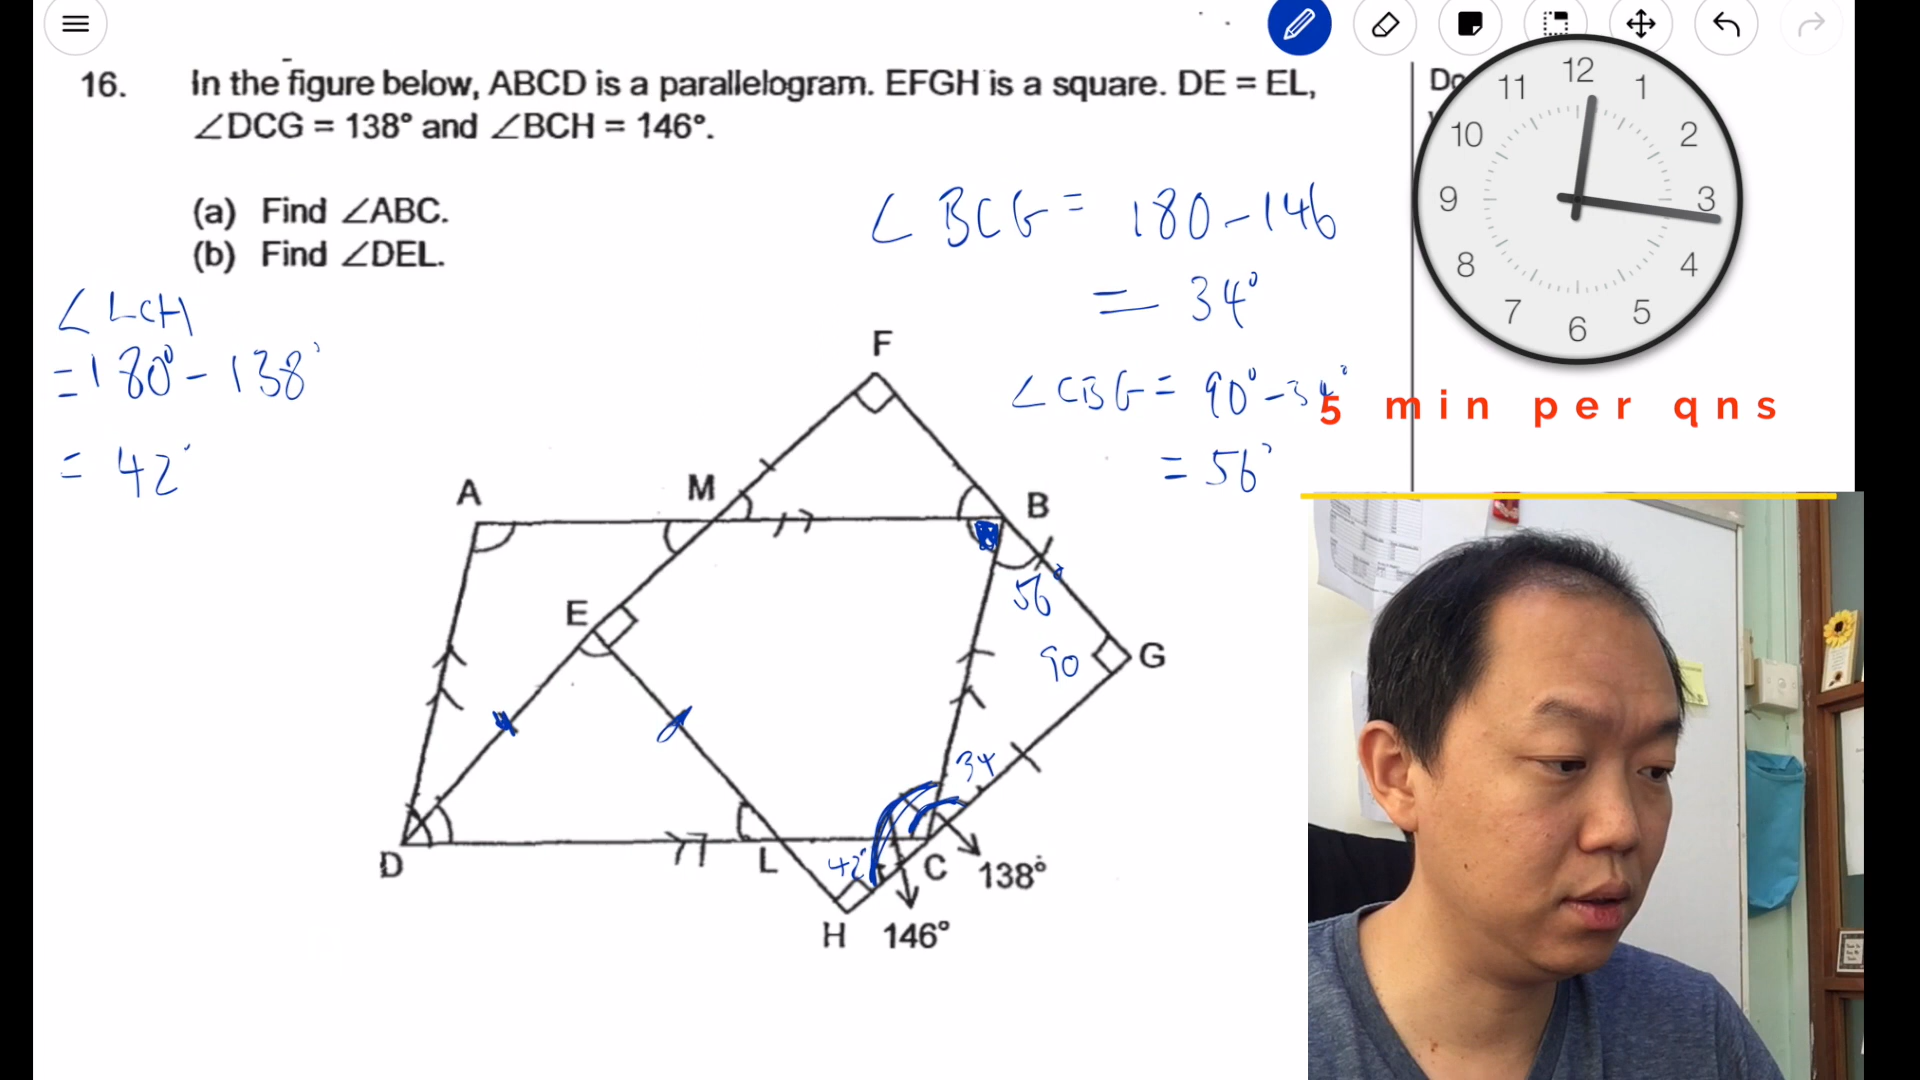 16. In the figure below, ABCD is a parallelogram. EFGH is a square. DE = EL,
∠DCG = 138° and ∠BCH = 146°.
(a) Find ∠ABC.
(b) Find ∠DEL.
Do
12
1
2
3
4
5
6
7
8
9
10
11
∠BCG = 180 - 146
= 34°
∠LCH
= 180° - 138°
= 42°
∠CBG = 90° - 34°
= 56°
5 min per qns
F
A
M
B
E
56°
90
G
34
D
L
42°
C
138°
H
146°